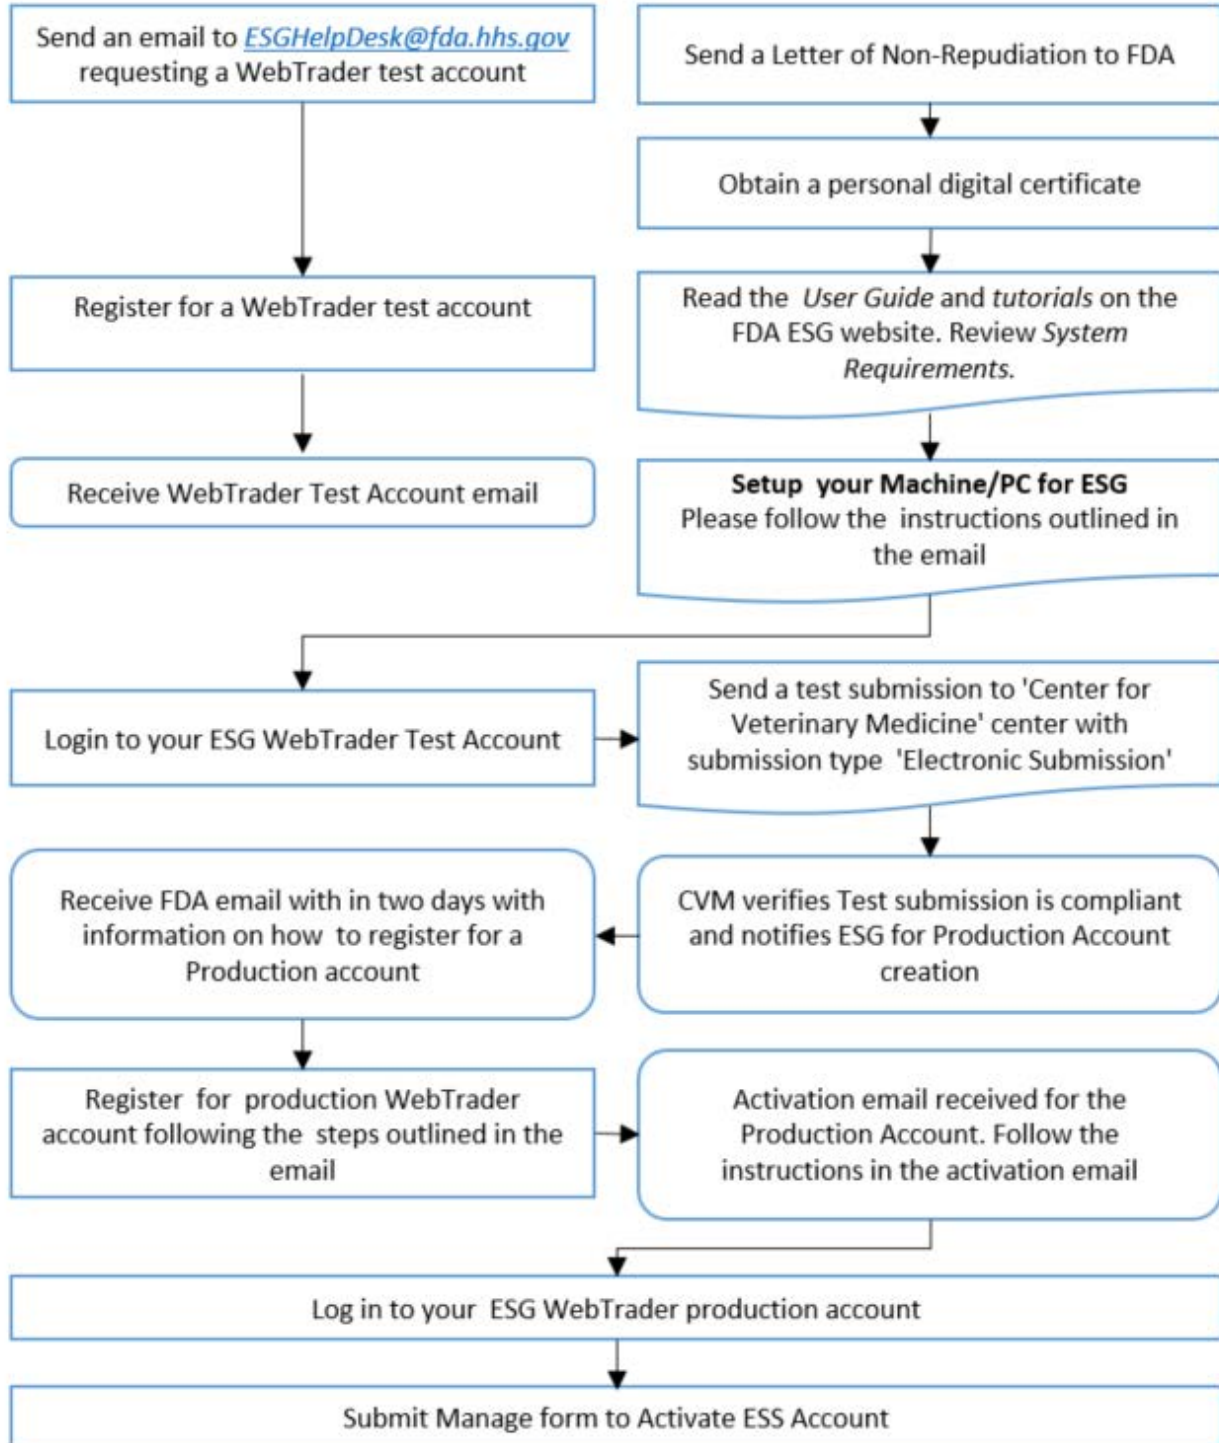 Send an email to ESGHelpDesk@fda.hhs.gov
requesting a WebTrader test account
Send a Letter of Non-Repudiation to FDA
Obtain a personal digital certificate
Register for a WebTrader test account
Read the User Guide and tutorials on the
FDA ESG website. Review System
Requirements.
Receive WebTrader Test Account email
Setup your Machine/PC for ESG
Please follow the instructions outlined in
the email
Login to your ESG WebTrader Test Account
Send a test submission to 'Center for
Veterinary Medicine' center with
submission type 'Electronic Submission'
CVM verifies Test submission is compliant
and notifies ESG for Production Account
creation
Receive FDA email with in two days with
information on how to register for a
Production account
Register for production WebTrader
account following the steps outlined in the
email
Activation email received for the
Production Account. Follow the
instructions in the activation email
Log in to your ESG WebTrader production account
Submit Manage form to Activate ESS Account